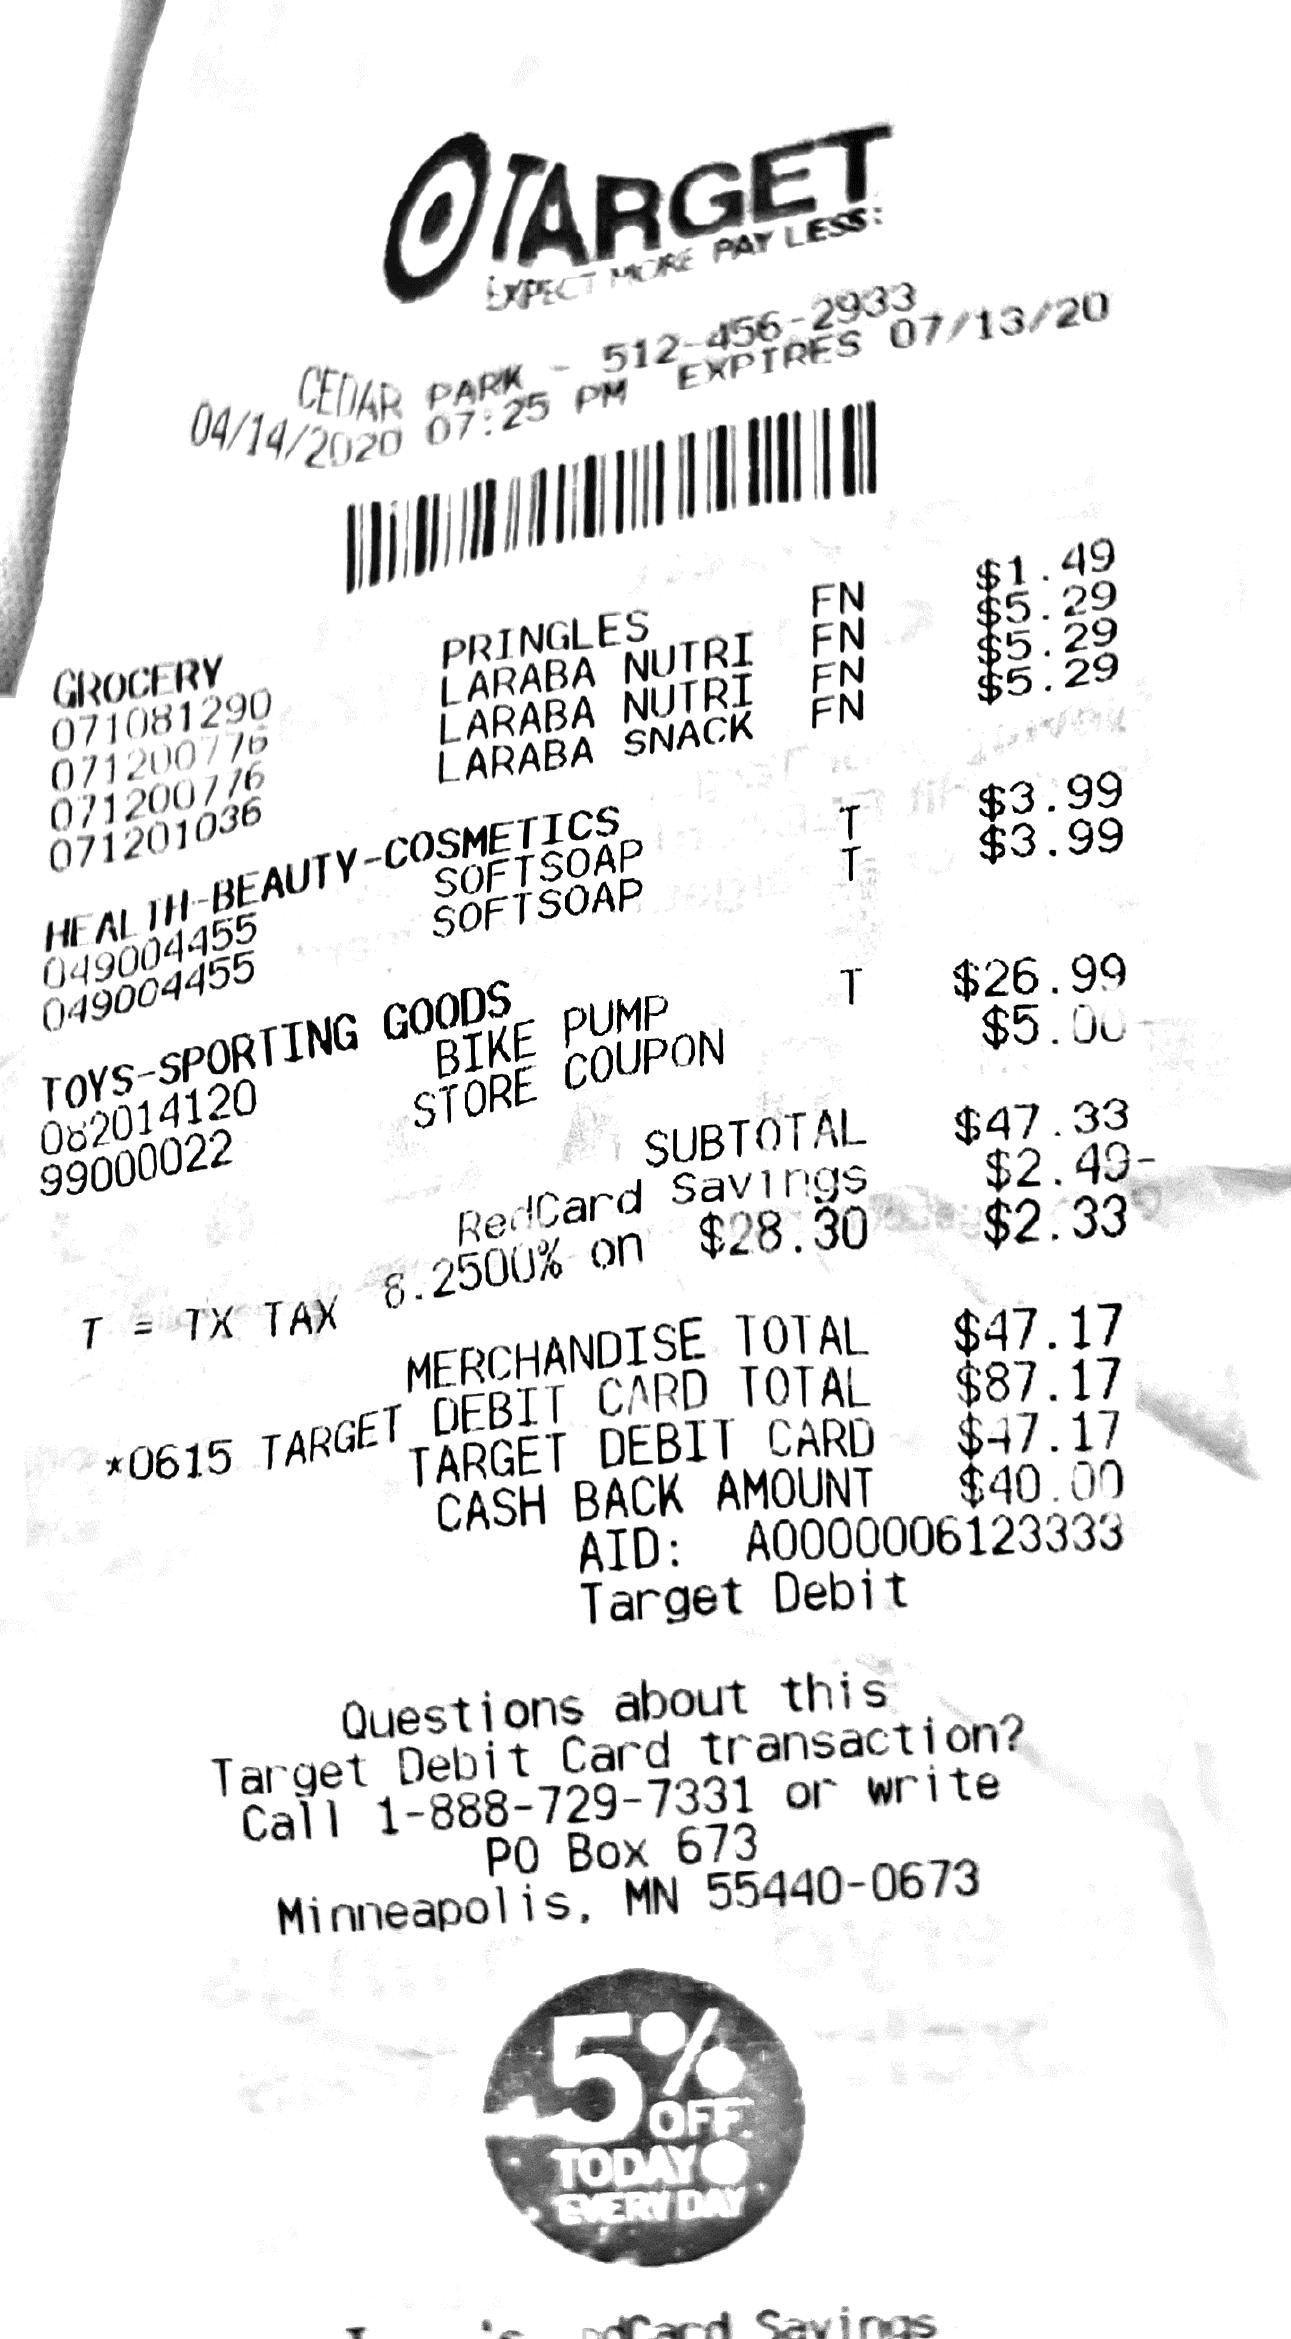 TARGET
EXPECT MORE PAY LESS.
CEDAR PARK - 512-456-2933
04/14/2020 07:25 PM EXPIRES 07/13/20
GROCERY
071081290 PRINGLES FN $1.49
071200776 LARABA NUTRI FN $5.29
071200776 LARABA NUTRI FN $5.29
071201036 LARABA SNACK FN $5.29
HEALTH-BEAUTY-COSMETICS
049004455 SOFTSOAP T $3.99
049004455 SOFTSOAP T $3.99
TOYS-SPORTING GOODS
082014120 BIKE PUMP T $26.99
99000022 STORE COUPON $5.00-
SUBTOTAL $47.33
RedCard Savings $2.49-
T = TX TAX 8.2500% on $28.30 $2.33
MERCHANDISE TOTAL $47.17
*0615 TARGET DEBIT CARD TOTAL $87.17
TARGET DEBIT CARD $47.17
CASH BACK AMOUNT $40.00
AID: A0000006123333
Target Debit
Questions about this
Target Debit Card transaction?
Call 1-888-729-7331 or write
PO Box 673
Minneapolis, MN 55440-0673
5%
OFF
TODAY
EVERY DAY
Savings